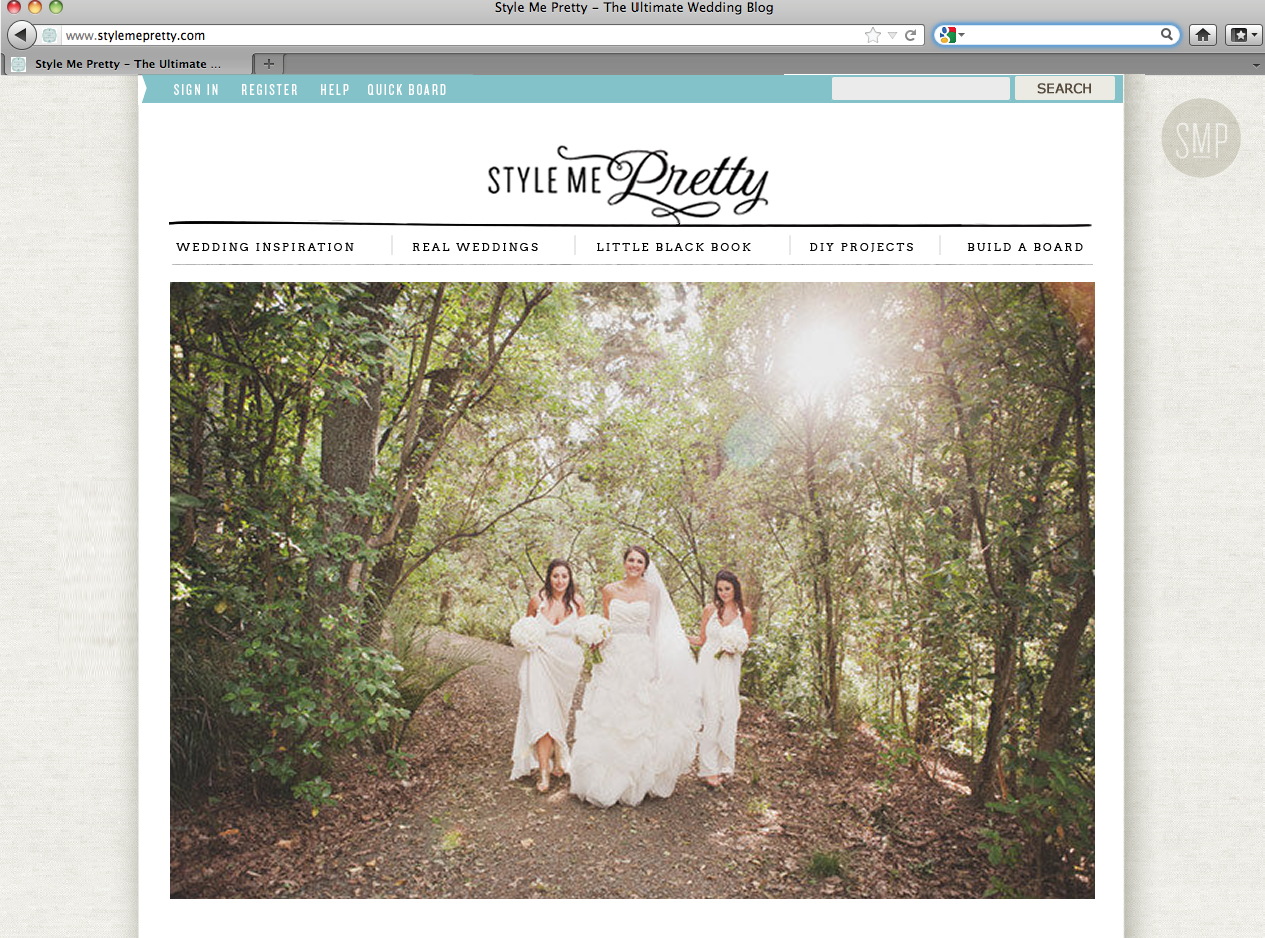 Style Me Pretty – The Ultimate Wedding Blog
www.stylemepretty.com
Style Me Pretty – The Ultimate ...
SIGN IN REGISTER HELP QUICK BOARD SEARCH
SMP
STYLE ME Pretty
WEDDING INSPIRATION REAL WEDDINGS LITTLE BLACK BOOK DIY PROJECTS BUILD A BOARD